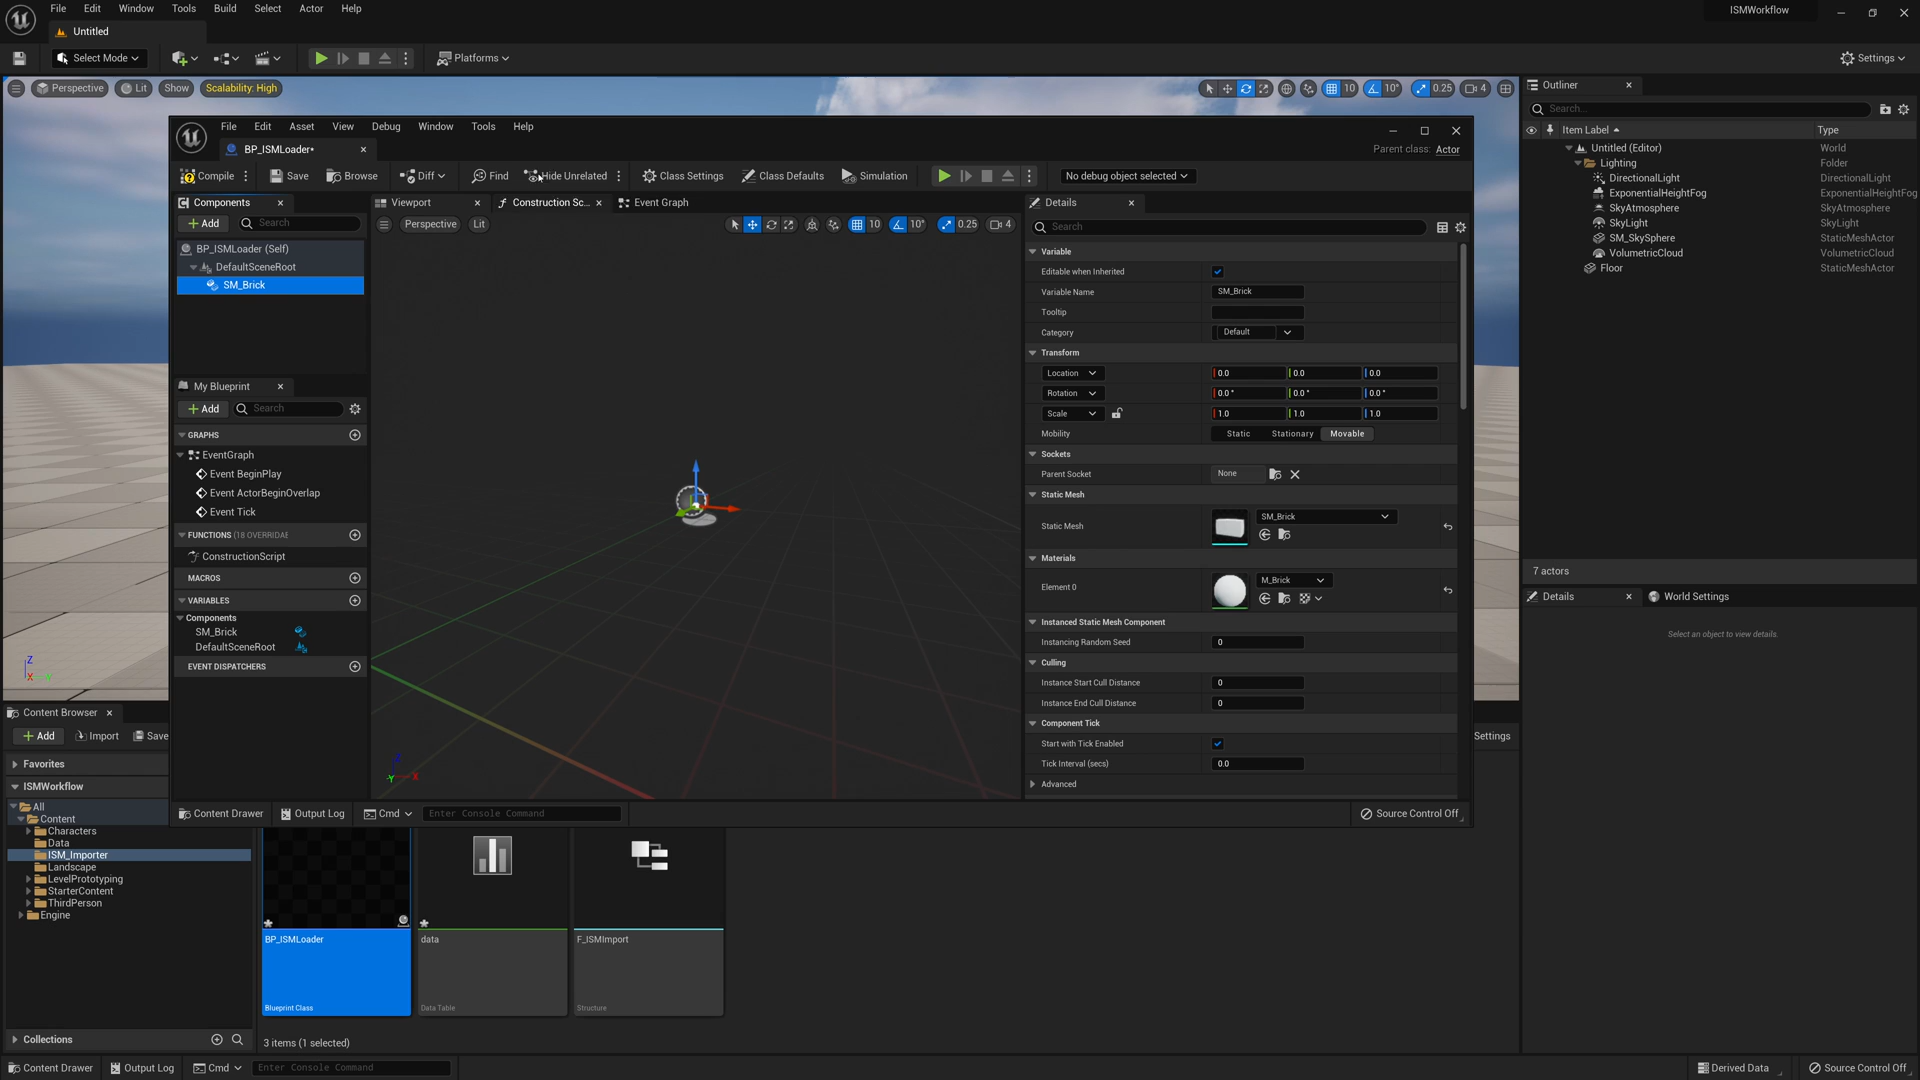 File Edit Window Tools Build Select Actor Help
ISMWorkflow
Untitled
Select Mode
Platforms
Settings
Perspective Lit Show Scalability: High
10 10° 0.25 4
Outliner
Search...
Item Label Type
Untitled (Editor) World
Lighting Folder
DirectionalLight DirectionalLight
ExponentialHeightFog ExponentialHeightFog
SkyAtmosphere SkyAtmosphere
SkyLight SkyLight
SM_SkySphere StaticMeshActor
VolumetricCloud VolumetricCloud
Floor StaticMeshActor
7 actors
Details World Settings
Select an object to view details.
File Edit Asset View Debug Window Tools Help
BP_ISMLoader*
Parent class: Actor
Compile Save Browse Diff Find Hide Unrelated Class Settings Class Defaults Simulation No debug object selected
Components
Add Search
BP_ISMLoader (Self)
DefaultSceneRoot
SM_Brick
My Blueprint
Add Search
GRAPHS
EventGraph
Event BeginPlay
Event ActorBeginOverlap
Event Tick
FUNCTIONS (18 OVERRIDAE
ConstructionScript
MACROS
VARIABLES
Components
SM_Brick
DefaultSceneRoot
EVENT DISPATCHERS
Viewport Construction Sc... Event Graph
Perspective Lit
10 10° 0.25 4
Z
Y X
Details
Search
Variable
Editable when Inherited
Variable Name SM_Brick
Tooltip
Category Default
Transform
Location 0.0 0.0 0.0
Rotation 0.0 ° 0.0 ° 0.0 °
Scale 1.0 1.0 1.0
Mobility Static Stationary Movable
Sockets
Parent Socket None
Static Mesh
Static Mesh SM_Brick
Materials
Element 0 M_Brick
Instanced Static Mesh Component
Instancing Random Seed 0
Culling
Instance Start Cull Distance 0
Instance End Cull Distance 0
Component Tick
Start with Tick Enabled
Tick Interval (secs) 0.0
Advanced
Content Drawer Output Log Cmd Enter Console Command
Source Control Off
Z
X Y
Content Browser
Add Import Save
Settings
Favorites
ISMWorkflow
All
Content
Characters
Data
ISM_Importer
Landscape
LevelPrototyping
StarterContent
ThirdPerson
Engine
Collections
BP_ISMLoader
Blueprint Class
data
Data Table
F_ISMImport
Structure
3 items (1 selected)
Content Drawer Output Log Cmd Enter Console Command
Derived Data Source Control Off